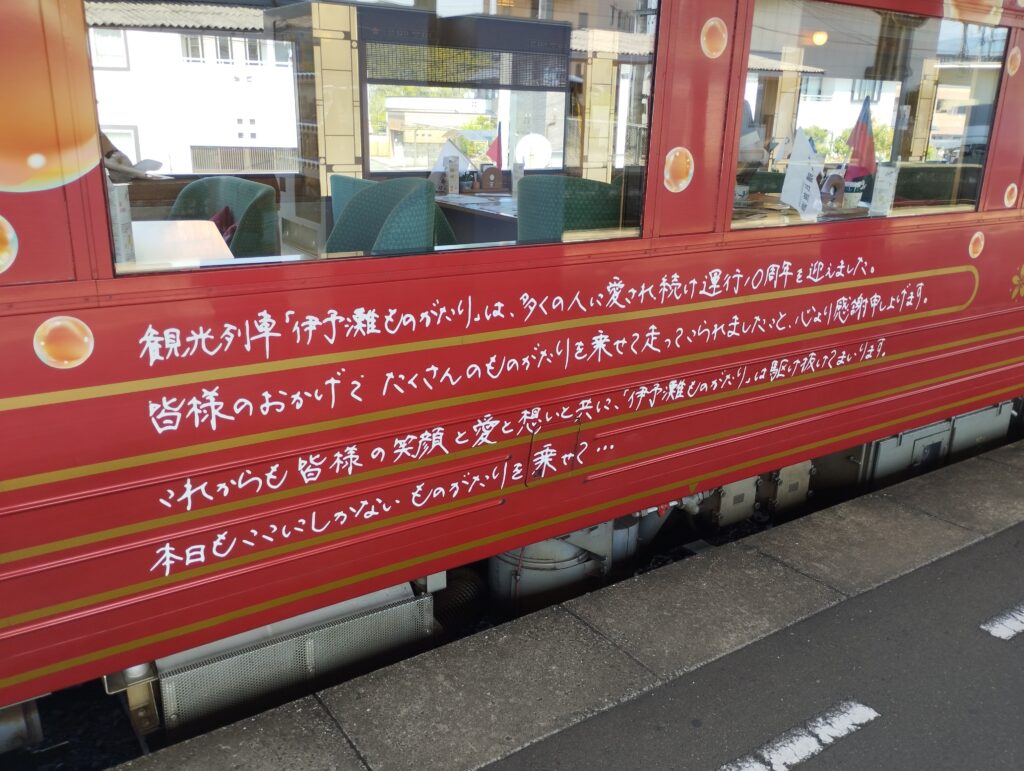 観光列車「伊予灘ものがたり」は、多くの人に愛され続け運行10周年を迎えました。
皆様のおかげで たくさんのものがたりを乗せて走ってこられましたこと、心より感謝申し上げます。
これからも皆様の笑顔と愛と想いと共に、「伊予灘ものがたり」は駆け抜けてまいります。
本日もここにしかない ものがたりを乗せて…